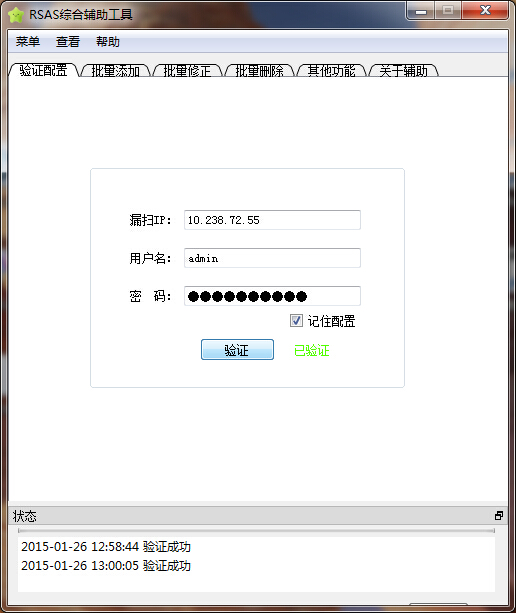 RSAS综合辅助工具
菜单 查看 帮助
验证配置 批量添加 批量修正 批量删除 其他功能 关于辅助
漏扫IP: 10.238.72.55
用户名: admin
密 码: ●●●●●●●●●●
记住配置
验证 已验证
状态
2015-01-26 12:58:44 验证成功
2015-01-26 13:00:05 验证成功